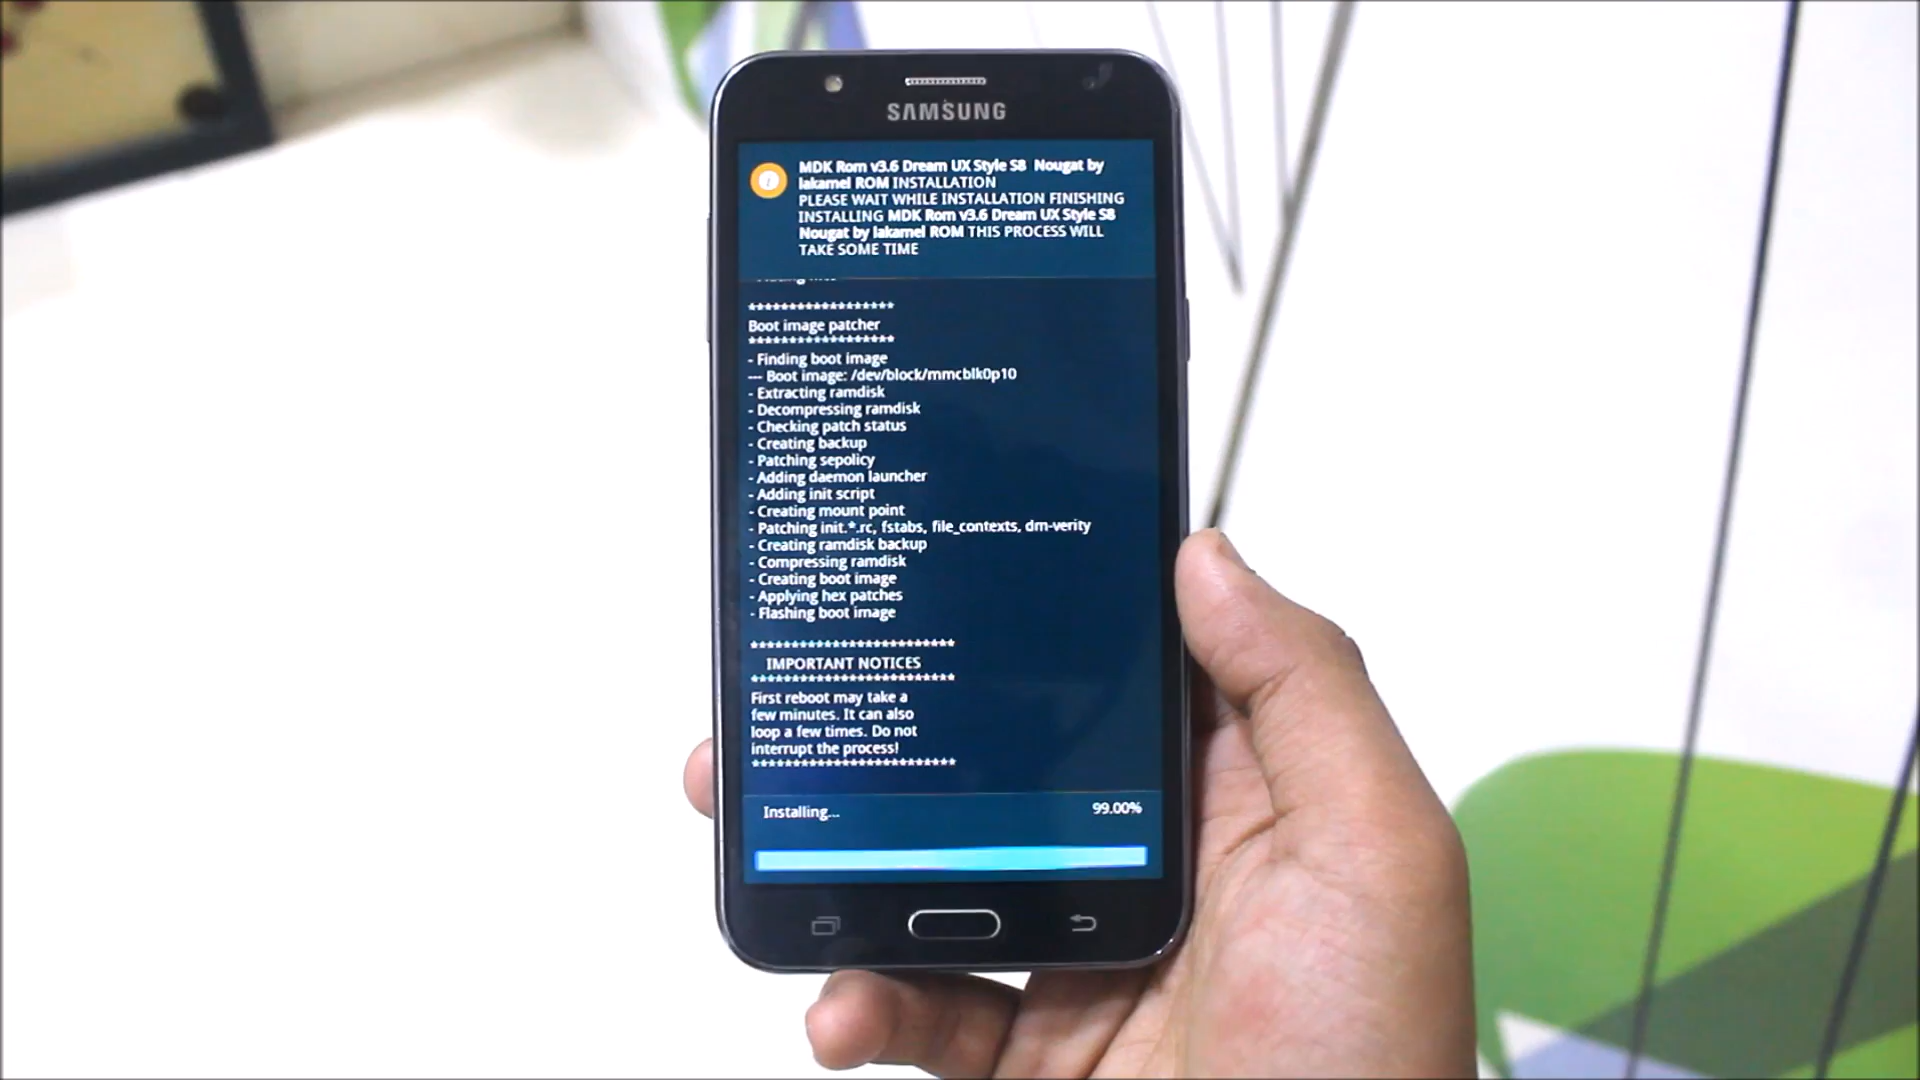 SAMSUNG
MDK Rom v3.6 Dream UX Style S8 Nougat by
lakamel ROM INSTALLATION
PLEASE WAIT WHILE INSTALLATION FINISHING
INSTALLING MDK Rom v3.6 Dream UX Style S8
Nougat by lakamel ROM THIS PROCESS WILL
TAKE SOME TIME
******************
Boot image patcher
******************
- Finding boot image
--- Boot image: /dev/block/mmcblk0p10
- Extracting ramdisk
- Decompressing ramdisk
- Checking patch status
- Creating backup
- Patching sepolicy
- Adding daemon launcher
- Adding init script
- Creating mount point
- Patching init.*.rc, fstabs, file_contexts, dm-verity
- Creating ramdisk backup
- Compressing ramdisk
- Creating boot image
- Applying hex patches
- Flashing boot image
*************************
IMPORTANT NOTICES
*************************
First reboot may take a
few minutes. It can also
loop a few times. Do not
interrupt the process!
*************************
Installing... 99.00%